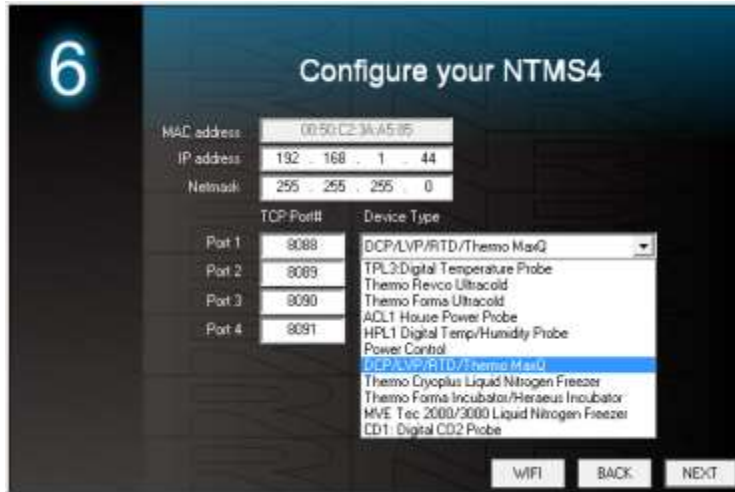 6
Configure your NTMS4
MAC address 00:50:C2:3A:A5:85
IP address 192 . 168 . 1 . 44
Netmask 255 . 255 . 255 . 0
TCP Port# Device Type
Port 1 8088 DCP/LVP/RTD/Thermo MaxQ
Port 2 8089 TPL3:Digital Temperature Probe
Thermo Revco Ultracold
Port 3 8090 Thermo Forma Ultracold
ACL1 House Power Probe
Port 4 8091 HPL1 Digital Temp/Humidity Probe
Power Control
DCP/LVP/RTD/Thermo MaxQ
Thermo Cryoplus Liquid Nitrogen Freezer
Thermo Forma Incubator/Heraeus Incubator
MVE Tec 2000/3000 Liquid Nitrogen Freezer
CD1: Digital CO2 Probe
WIFI BACK NEXT